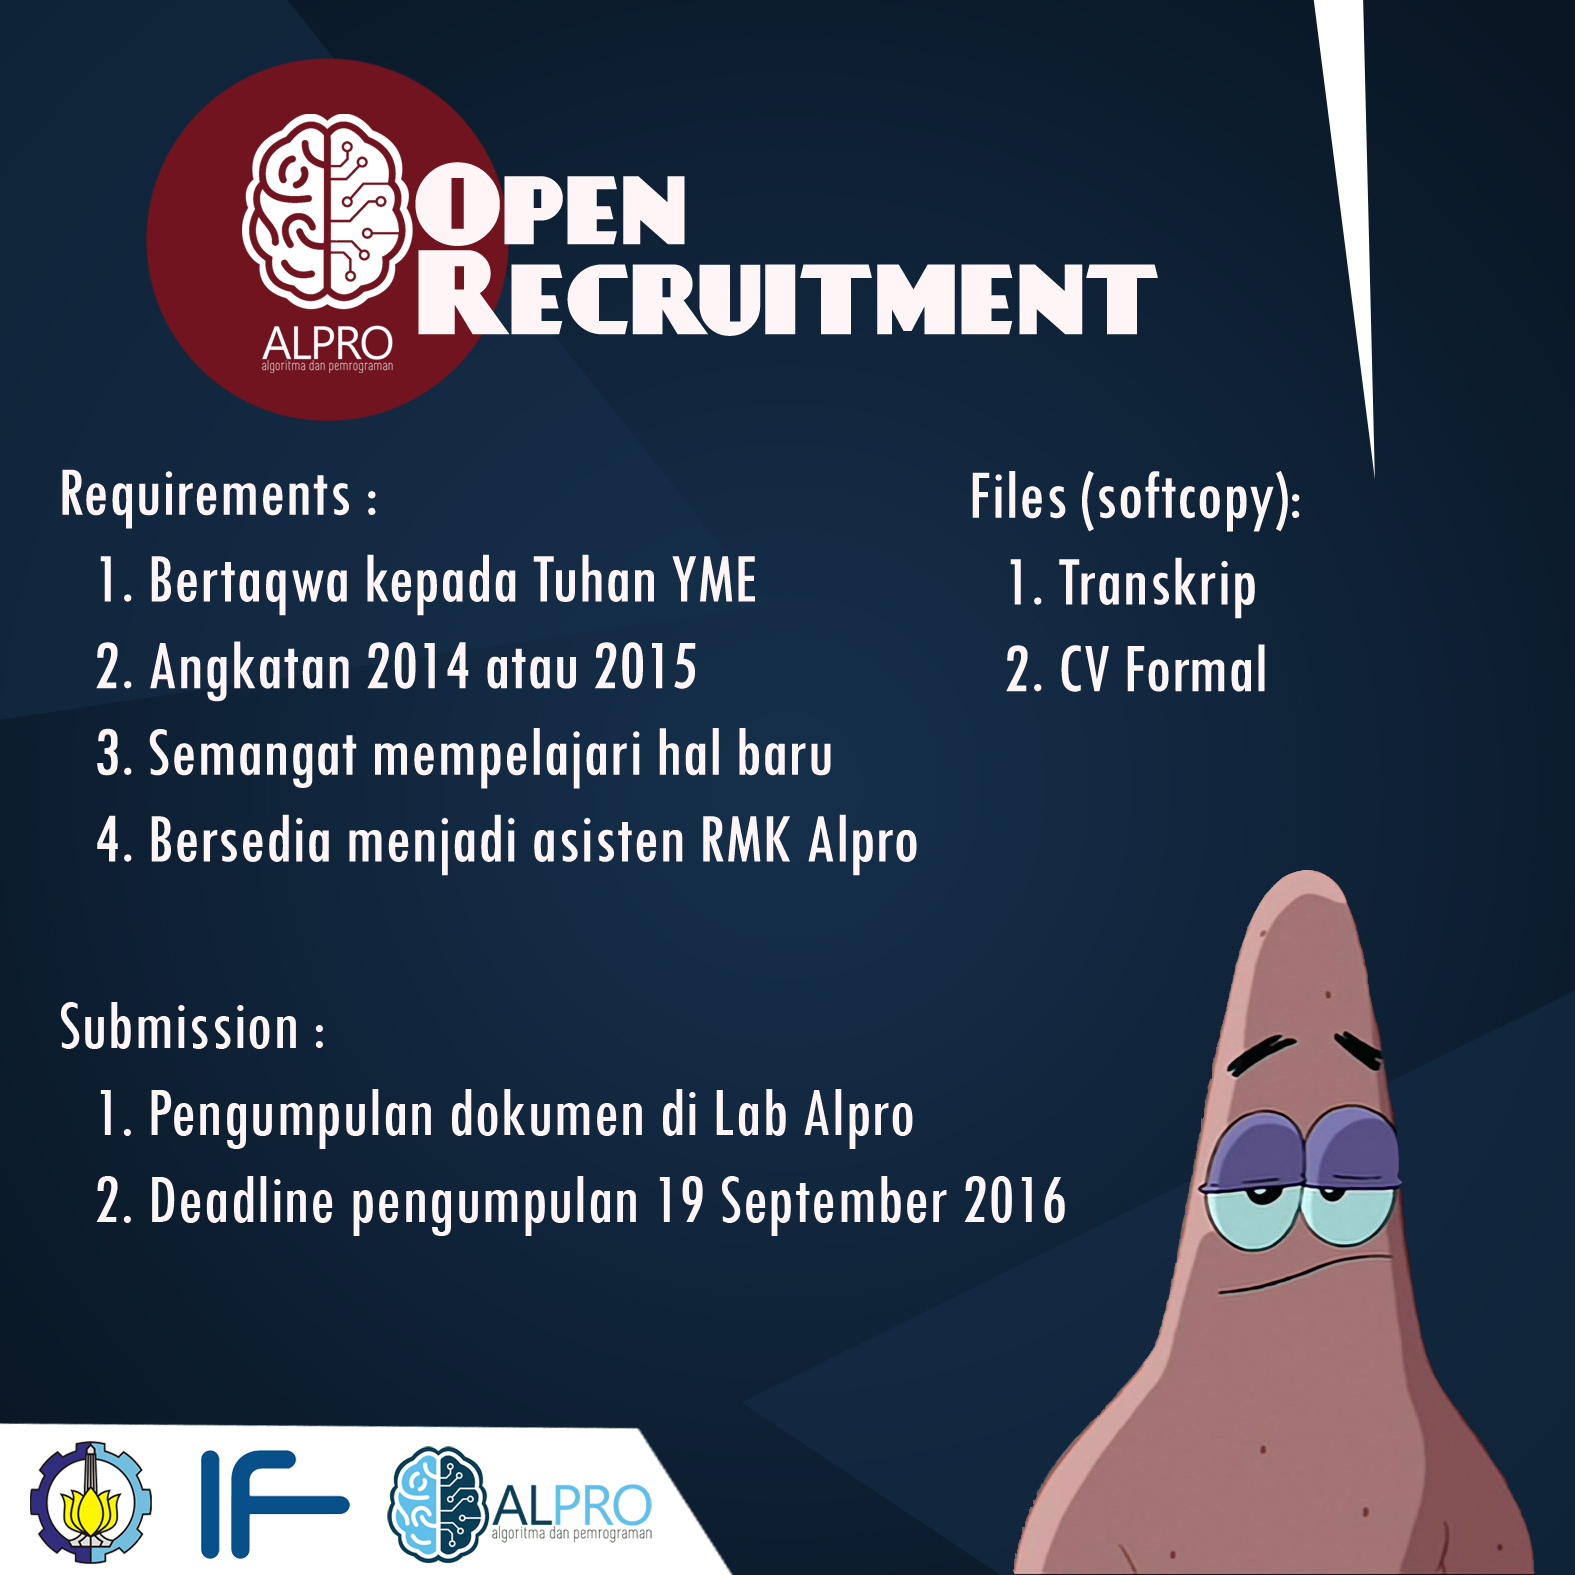 OPEN
RECRUITMENT
ALPRO
algoritma dan pemrograman
Requirements :
1. Bertaqwa kepada Tuhan YME
2. Angkatan 2014 atau 2015
3. Semangat mempelajari hal baru
4. Bersedia menjadi asisten RMK Alpro
Files (softcopy):
1. Transkrip
2. CV Formal
Submission :
1. Pengumpulan dokumen di Lab Alpro
2. Deadline pengumpulan 19 September 2016
IF
ALPRO
algoritma dan pemrograman